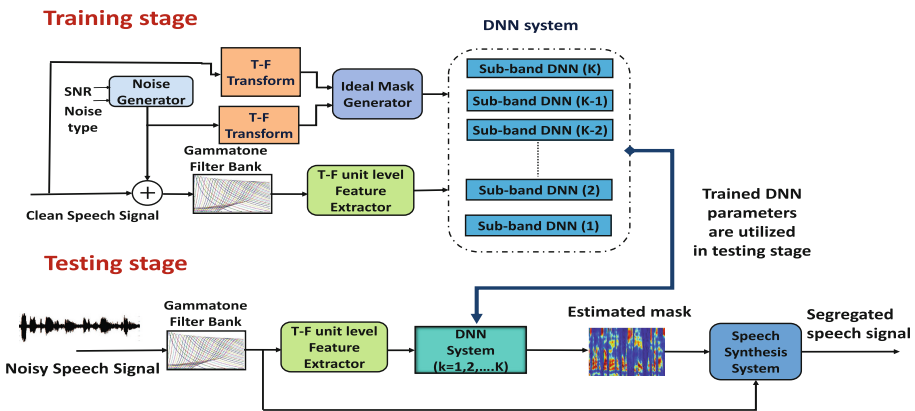 Training stage
DNN system
T-F
Transform
SNR
Noise
type
Noise
Generator
T-F
Transform
Ideal Mask
Generator
Sub-band DNN (K)
Sub-band DNN (K-1)
Sub-band DNN (K-2)
Sub-band DNN (2)
Sub-band DNN (1)
Gammatone
Filter Bank
T-F unit level
Feature
Extractor
+
Clean Speech Signal
Trained DNN
parameters
are utilized
in testing stage
Testing stage
Gammatone
Filter Bank
Noisy Speech Signal
T-F unit level
Feature
Extractor
DNN
System
(k=1,2,....K)
Estimated mask
Speech
Synthesis
System
Segregated
speech signal